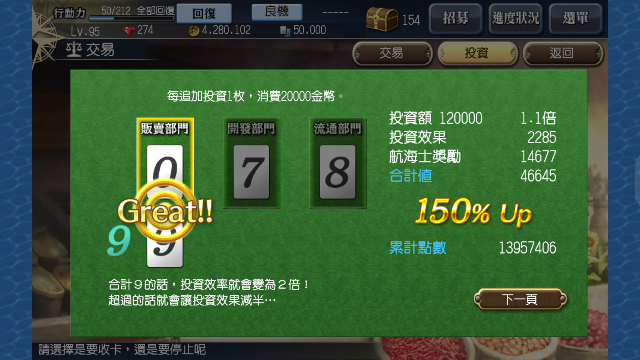 行動力 50/212 全部回復 回復 良機 ----- 154 招募 進度狀況 選單
Lv.95 274 4.280.102 50.000
交易 交易 投資 返回
每追加投資1枚，消費20000金幣。
販賣部門 開發部門 流通部門
0 7 8
Great!!
9 9
合計９的話，投資效率就會變為２倍！
超過的話就會讓投資效果減半…
投資額 120000 1.1倍
投資效果 2285
航海士獎勵 14677
合計値 46645
150% Up
累計點數 13957406
下一頁
請選擇是要收卡，還是要停止呢